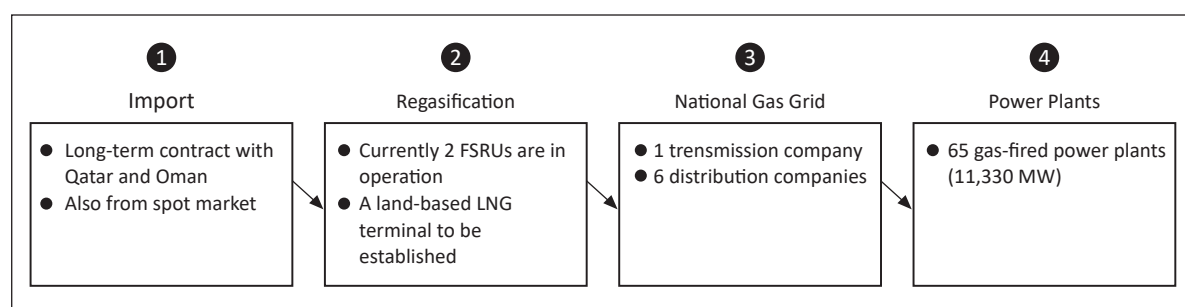 1
Import
● Long-term contract with
Qatar and Oman
● Also from spot market
2
Regasification
● Currently 2 FSRUs are in
operation
● A land-based LNG
terminal to be
established
3
National Gas Grid
● 1 trensmission company
● 6 distribution companies
4
Power Plants
● 65 gas-fired power plants
(11,330 MW)